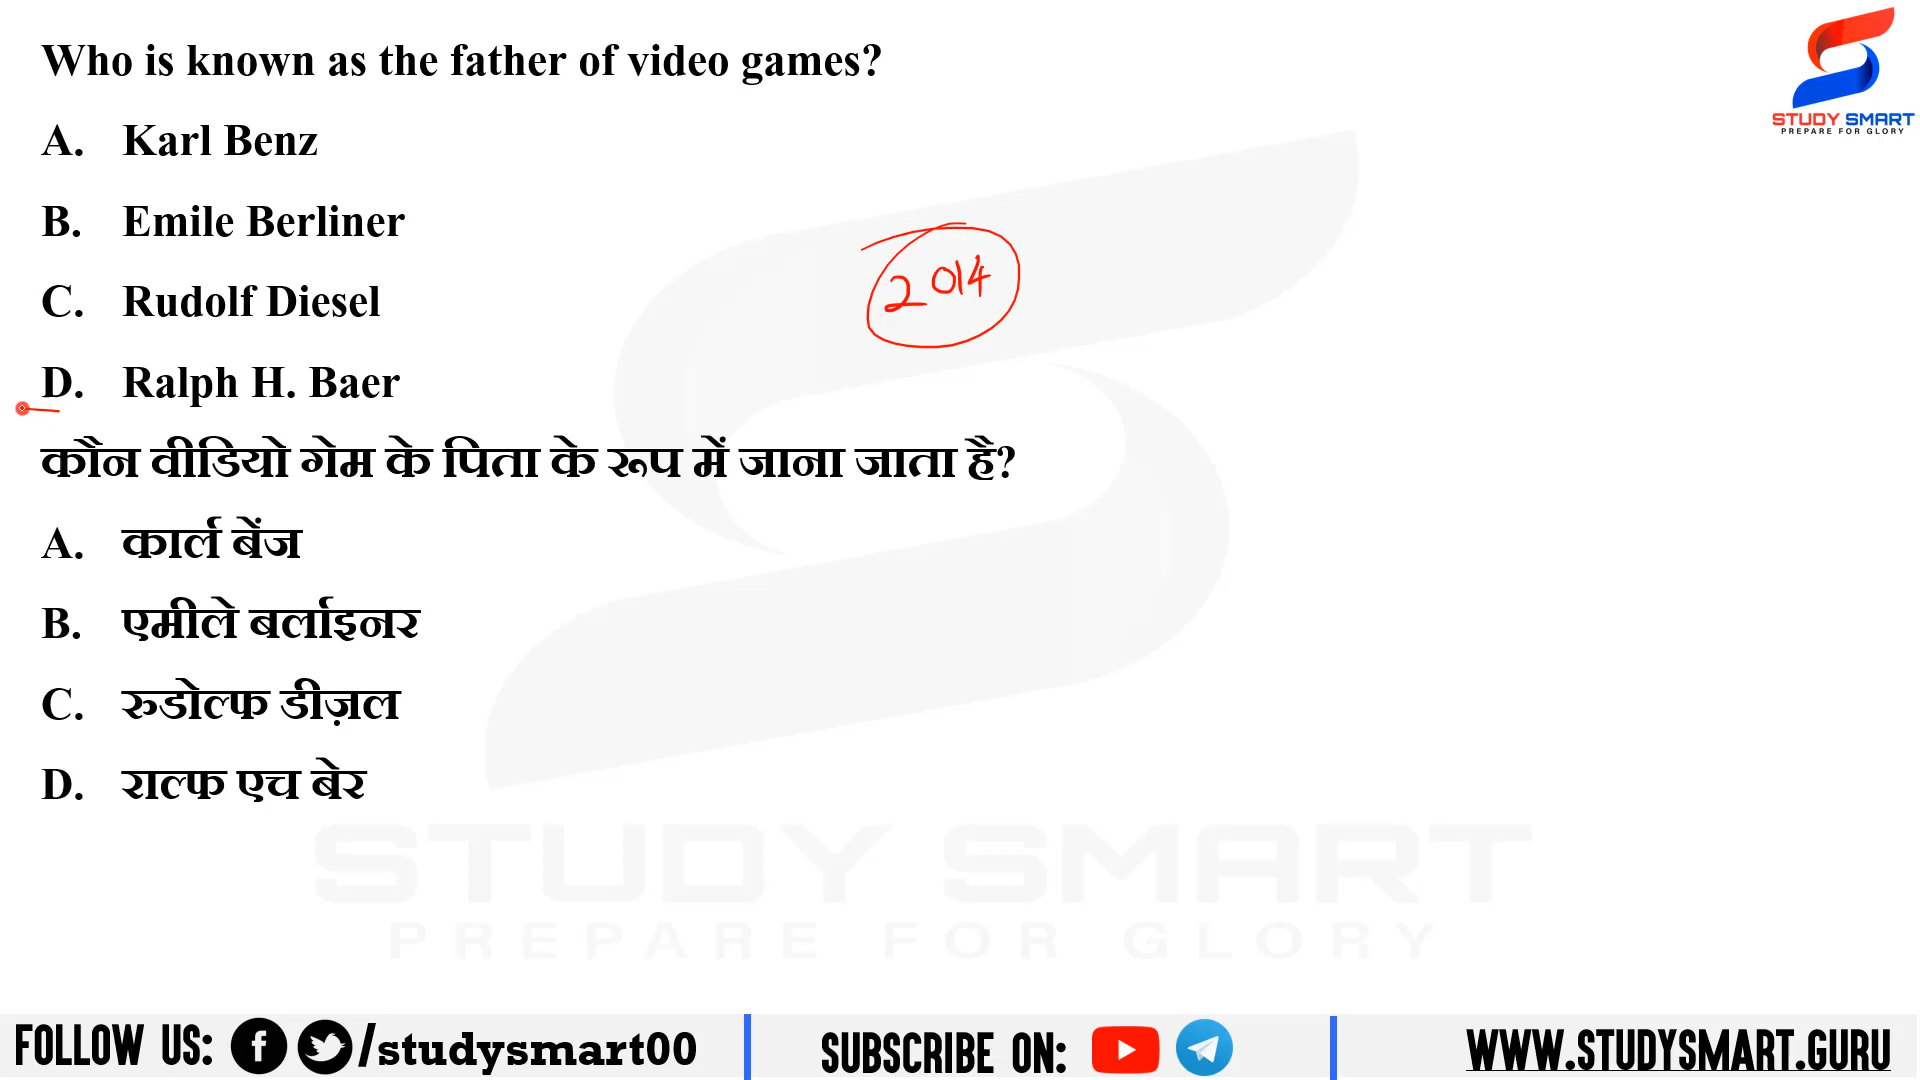 Who is known as the father of video games?
STUDY SMART
PREPARE FOR GLORY
A. Karl Benz
B. Emile Berliner
C. Rudolf Diesel
D. Ralph H. Baer
2014
कौन वीडियो गेम के पिता के रूप में जाना जाता है?
A. कार्ल बेंज
B. एमीले बर्लाइनर
C. रुडोल्फ डीज़ल
D. राल्फ एच बेर
STUDY SMART
PREPARE FOR GLORY
FOLLOW US: /studysmart00 SUBSCRIBE ON: WWW.STUDYSMART.GURU